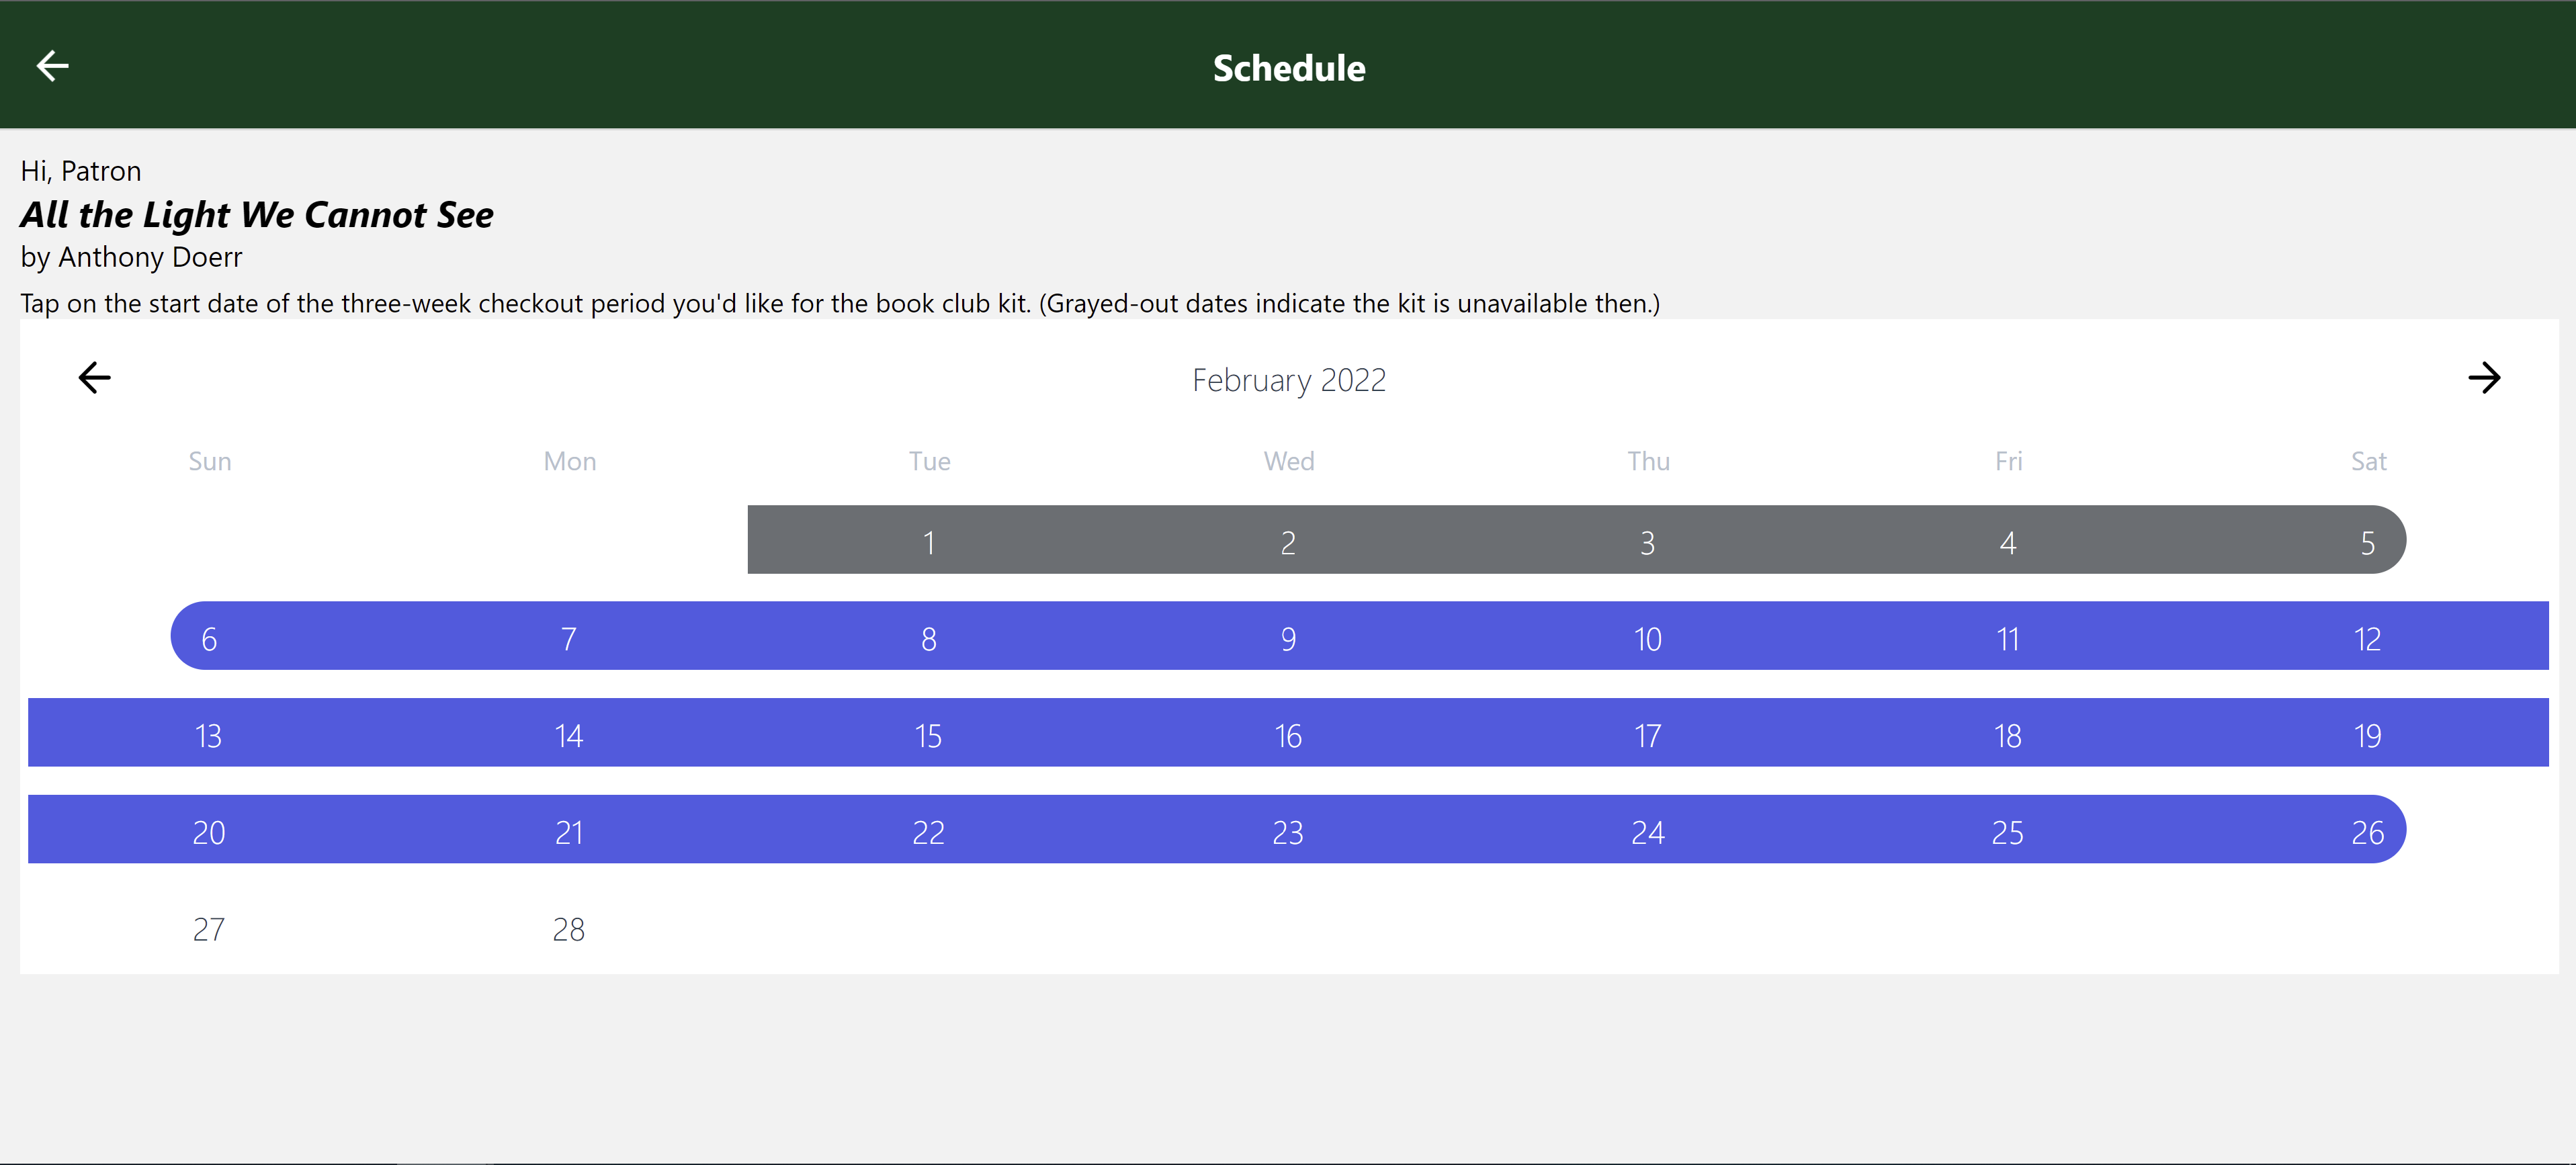 Schedule
Hi, Patron
All the Light We Cannot See
by Anthony Doerr
Tap on the start date of the three-week checkout period you'd like for the book club kit. (Grayed-out dates indicate the kit is unavailable then.)
February 2022
Sun Mon Tue Wed Thu Fri Sat
1 2 3 4 5
6 7 8 9 10 11 12
13 14 15 16 17 18 19
20 21 22 23 24 25 26
27 28